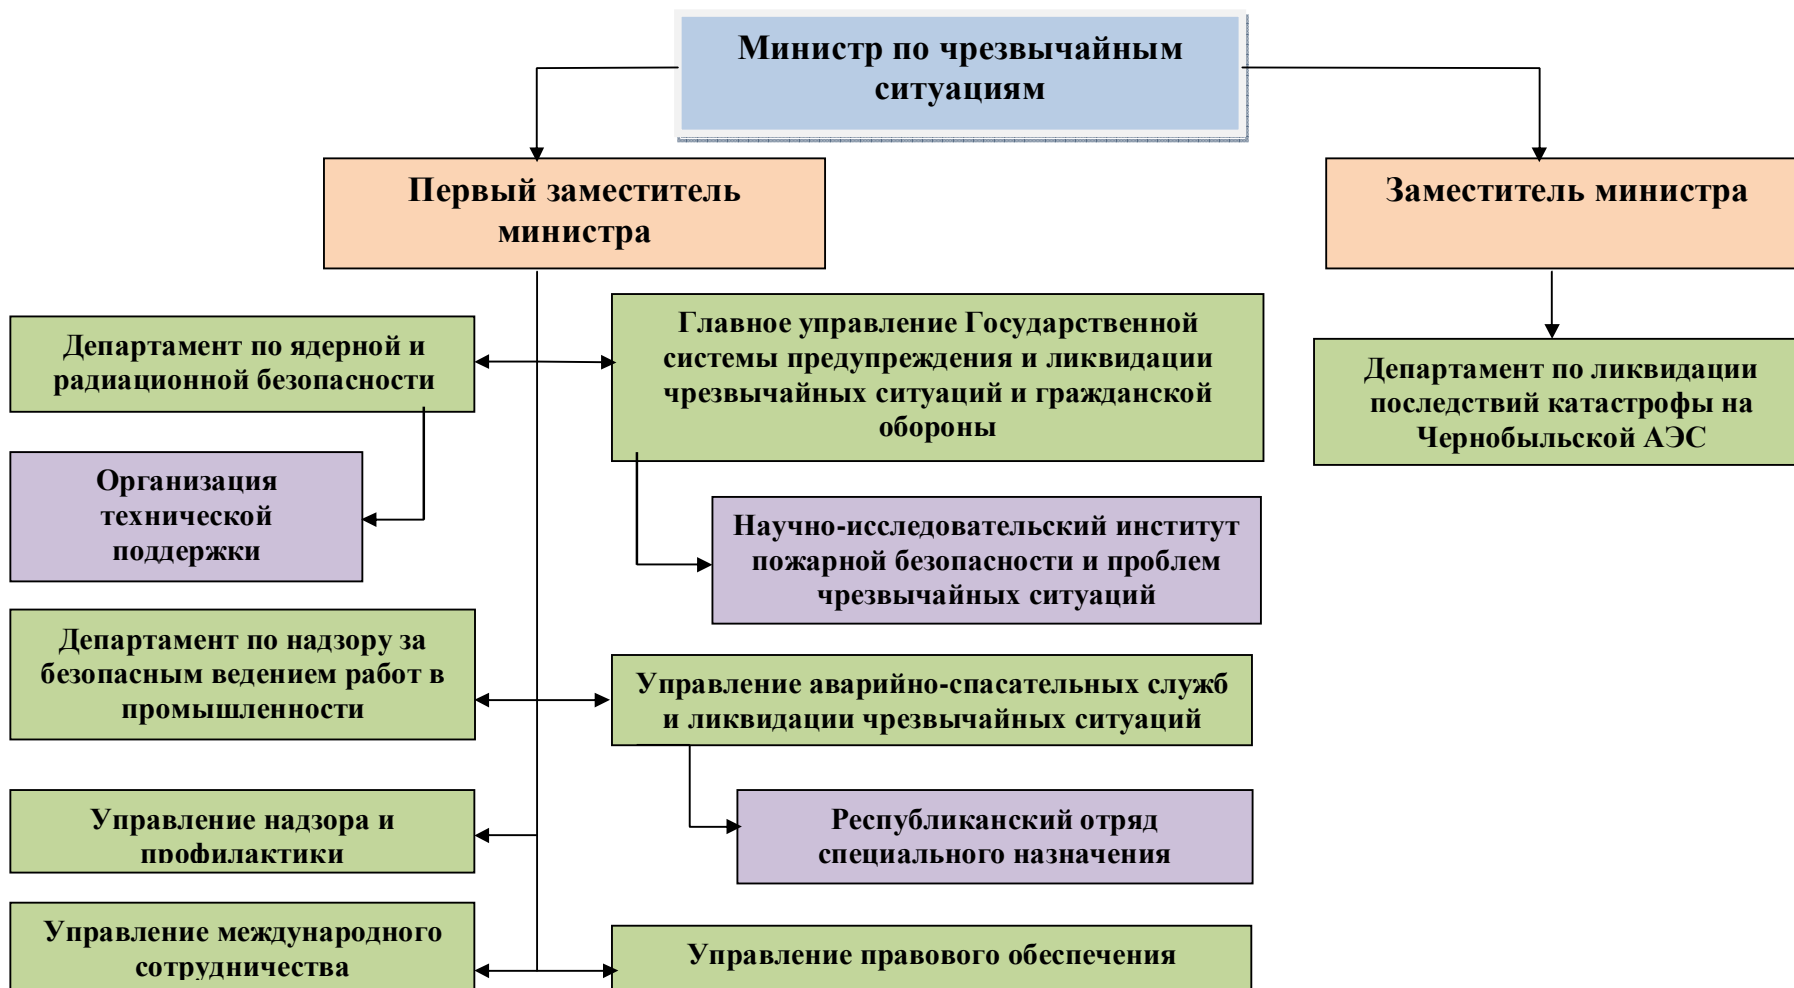 Министр по чрезвычайным
ситуациям
Первый заместитель
министра
Заместитель министра
Департамент по ядерной и
радиационной безопасности
Главное управление Государственной
системы предупреждения и ликвидации
чрезвычайных ситуаций и гражданской
обороны
Департамент по ликвидации
последствий катастрофы на
Чернобыльской АЭС
Организация
технической
поддержки
Научно-исследовательский институт
пожарной безопасности и проблем
чрезвычайных ситуаций
Департамент по надзору за
безопасным ведением работ в
промышленности
Управление аварийно-спасательных служб
и ликвидации чрезвычайных ситуаций
Управление надзора и
профилактики
Республиканский отряд
специального назначения
Управление международного
сотрудничества
Управление правового обеспечения